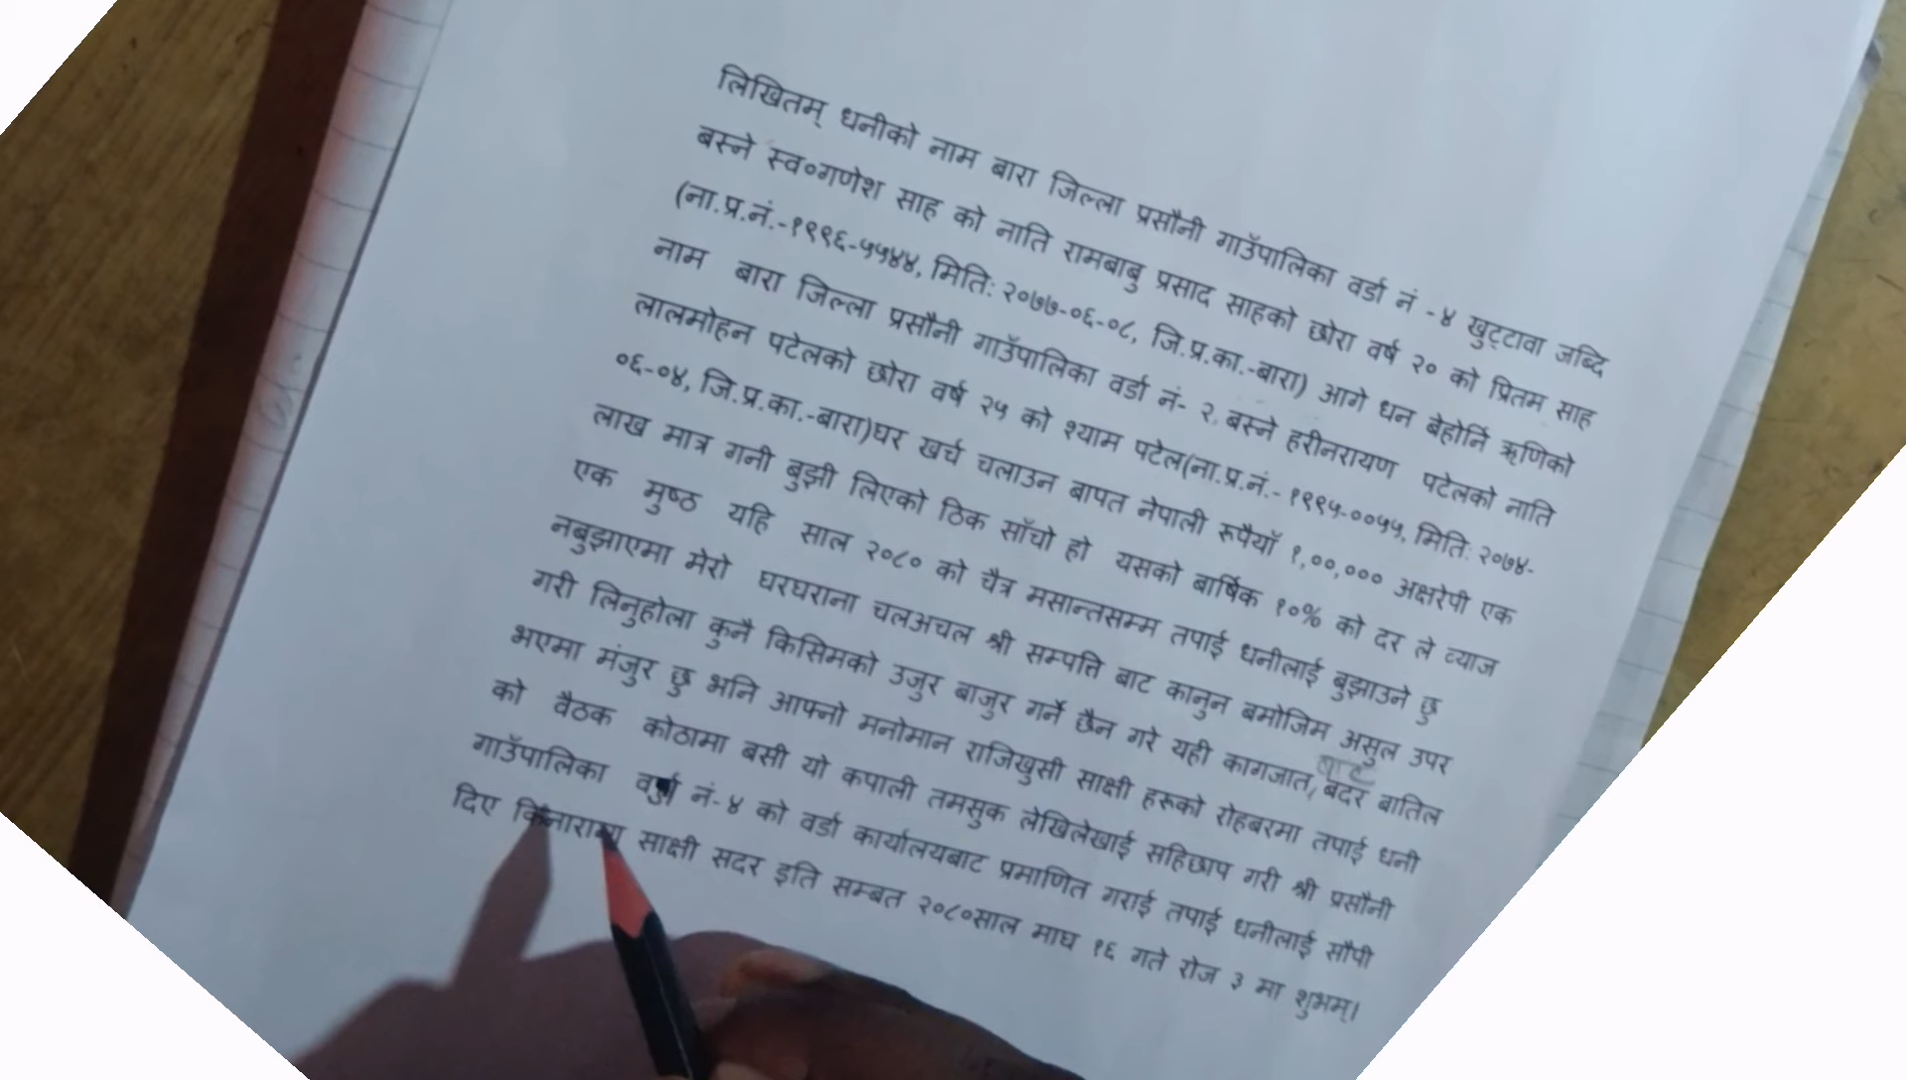 लिखितम् धनीको नाम बारा जिल्ला प्रसौनी गाउँपालिका वर्डा नं -४ खुट्टावा जब्दि
बस्ने स्व०गणेश साह को नाति रामबाबु प्रसाद साहको छोरा वर्ष २० को प्रितम साह
(ना.प्र.नं.-१९९६-५५४४, मिति: २०७७-०६-०८, जि.प्र.का.-बारा) आगे धन बेहोर्नि ऋणिको
नाम बारा जिल्ला प्रसौनी गाउँपालिका वर्डा नं- २, बस्ने हरीनरायण पटेलको नाति
लालमोहन पटेलको छोरा वर्ष २५ को श्याम पटेल(ना.प्र.नं.- १९९५-००५५, मिति: २०७४-
०६-०४, जि.प्र.का.-बारा)घर खर्च चलाउन बापत नेपाली रूपैयाँ १,००,००० अक्षरेपी एक
लाख मात्र गनी बुझी लिएको ठिक साँचो हो यसको बार्षिक १०% को दर ले व्याज
एक मुष्ठ यहि साल २०८० को चैत्र मसान्तसम्म तपाई धनीलाई बुझाउने छु
नबुझाएमा मेरो घरघराना चलअचल श्री सम्पत्ति बाट कानुन बमोजिम असुल उपर
गरी लिनुहोला कुनै किसिमको उजुर बाजुर गर्ने छैन गरे यही कागजात, बदर बातिल
भएमा मंजुर छु भनि आफ्नो मनोमान राजिखुसी साक्षी हरूको रोहबरमा तपाई धनी
को वैठक कोठामा बसी यो कपाली तमसुक लेखिलेखाई सहिछाप गरी श्री प्रसौनी
गाउँपालिका नं-४ को वर्डा कार्यालयबाट प्रमाणित गराई तपाई धनीलाई सौपी
दिए साक्षी सदर इति सम्बत २०८०साल माघ १६ गते रोज ३ मा शुभम्।